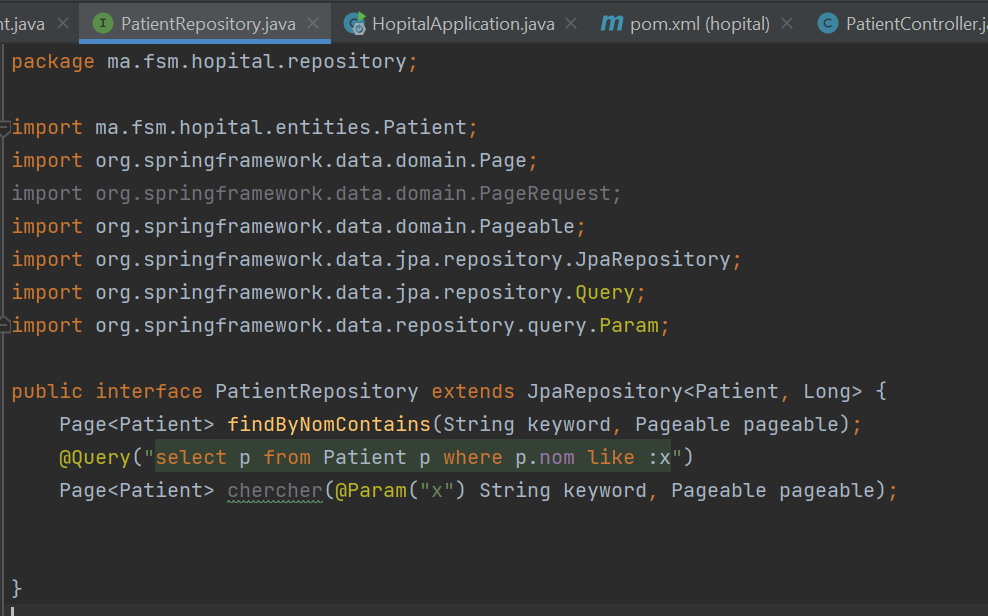 t.java PatientRepository.java HopitalApplication.java pom.xml (hopital) PatientController.j
package ma.fsm.hopital.repository;
import ma.fsm.hopital.entities.Patient;
import org.springframework.data.domain.Page;
import org.springframework.data.domain.PageRequest;
import org.springframework.data.domain.Pageable;
import org.springframework.data.jpa.repository.JpaRepository;
import org.springframework.data.jpa.repository.Query;
import org.springframework.data.repository.query.Param;
public interface PatientRepository extends JpaRepository<Patient, Long> {
    Page<Patient> findByNomContains(String keyword, Pageable pageable);
    @Query("select p from Patient p where p.nom like :x")
    Page<Patient> chercher(@Param("x") String keyword, Pageable pageable);
}